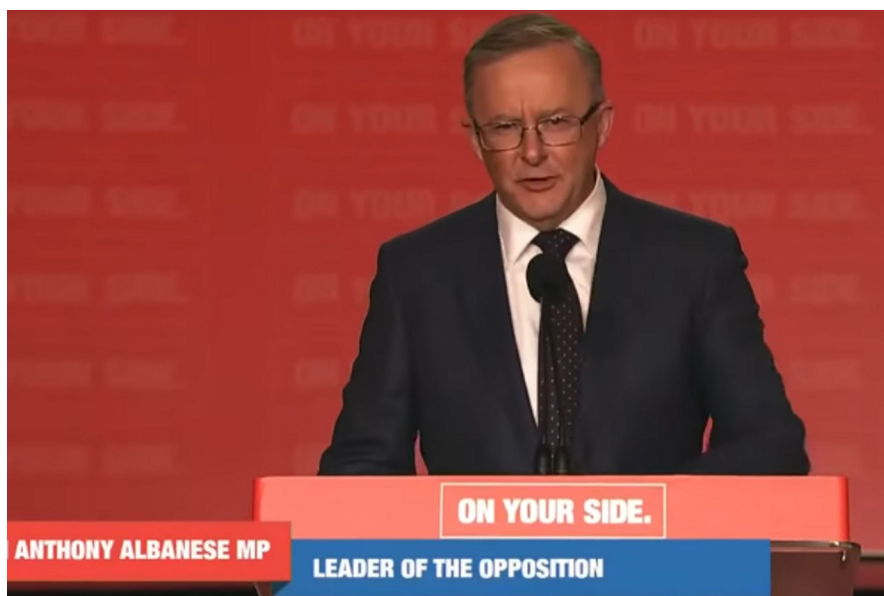 ON YOUR SIDE.
ANTHONY ALBANESE MP
LEADER OF THE OPPOSITION